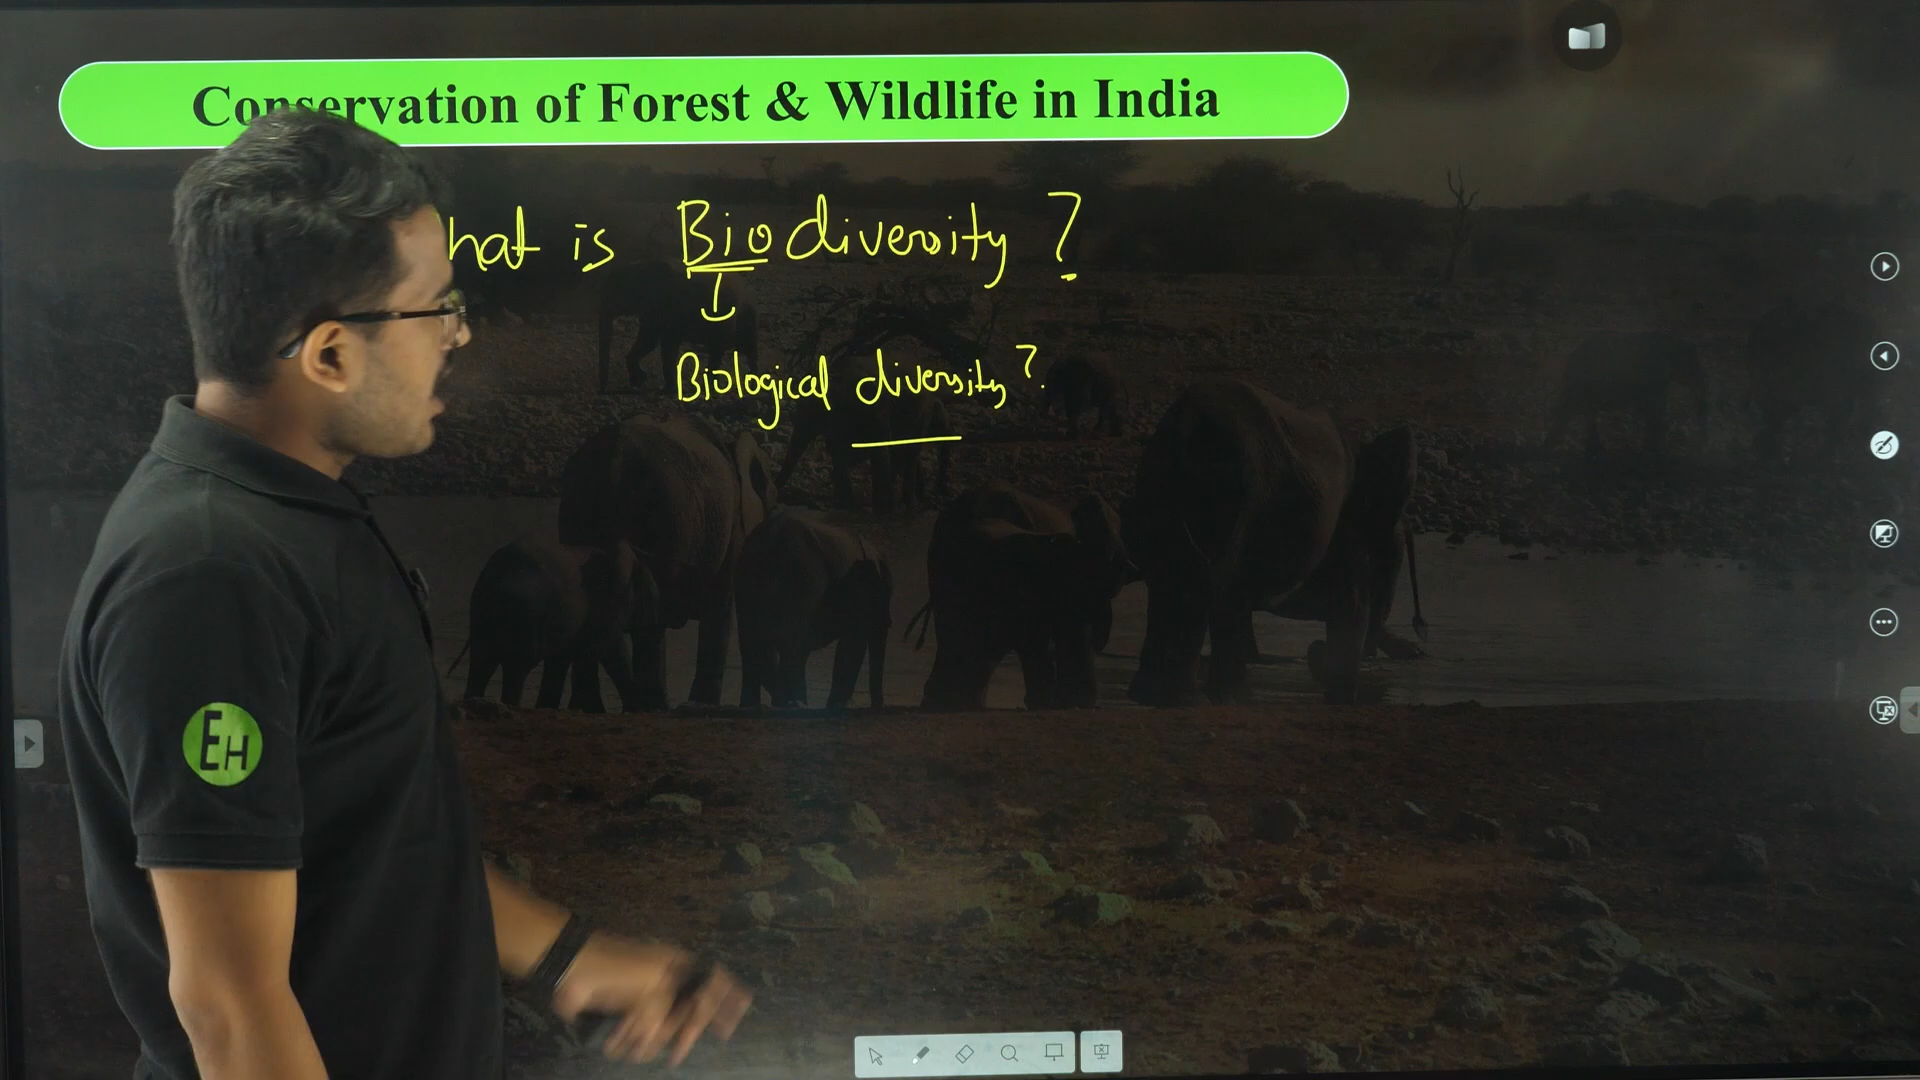 Conservation of Forest & Wildlife in India
hat is Biodiversity ?
Biological diversity ?
EH